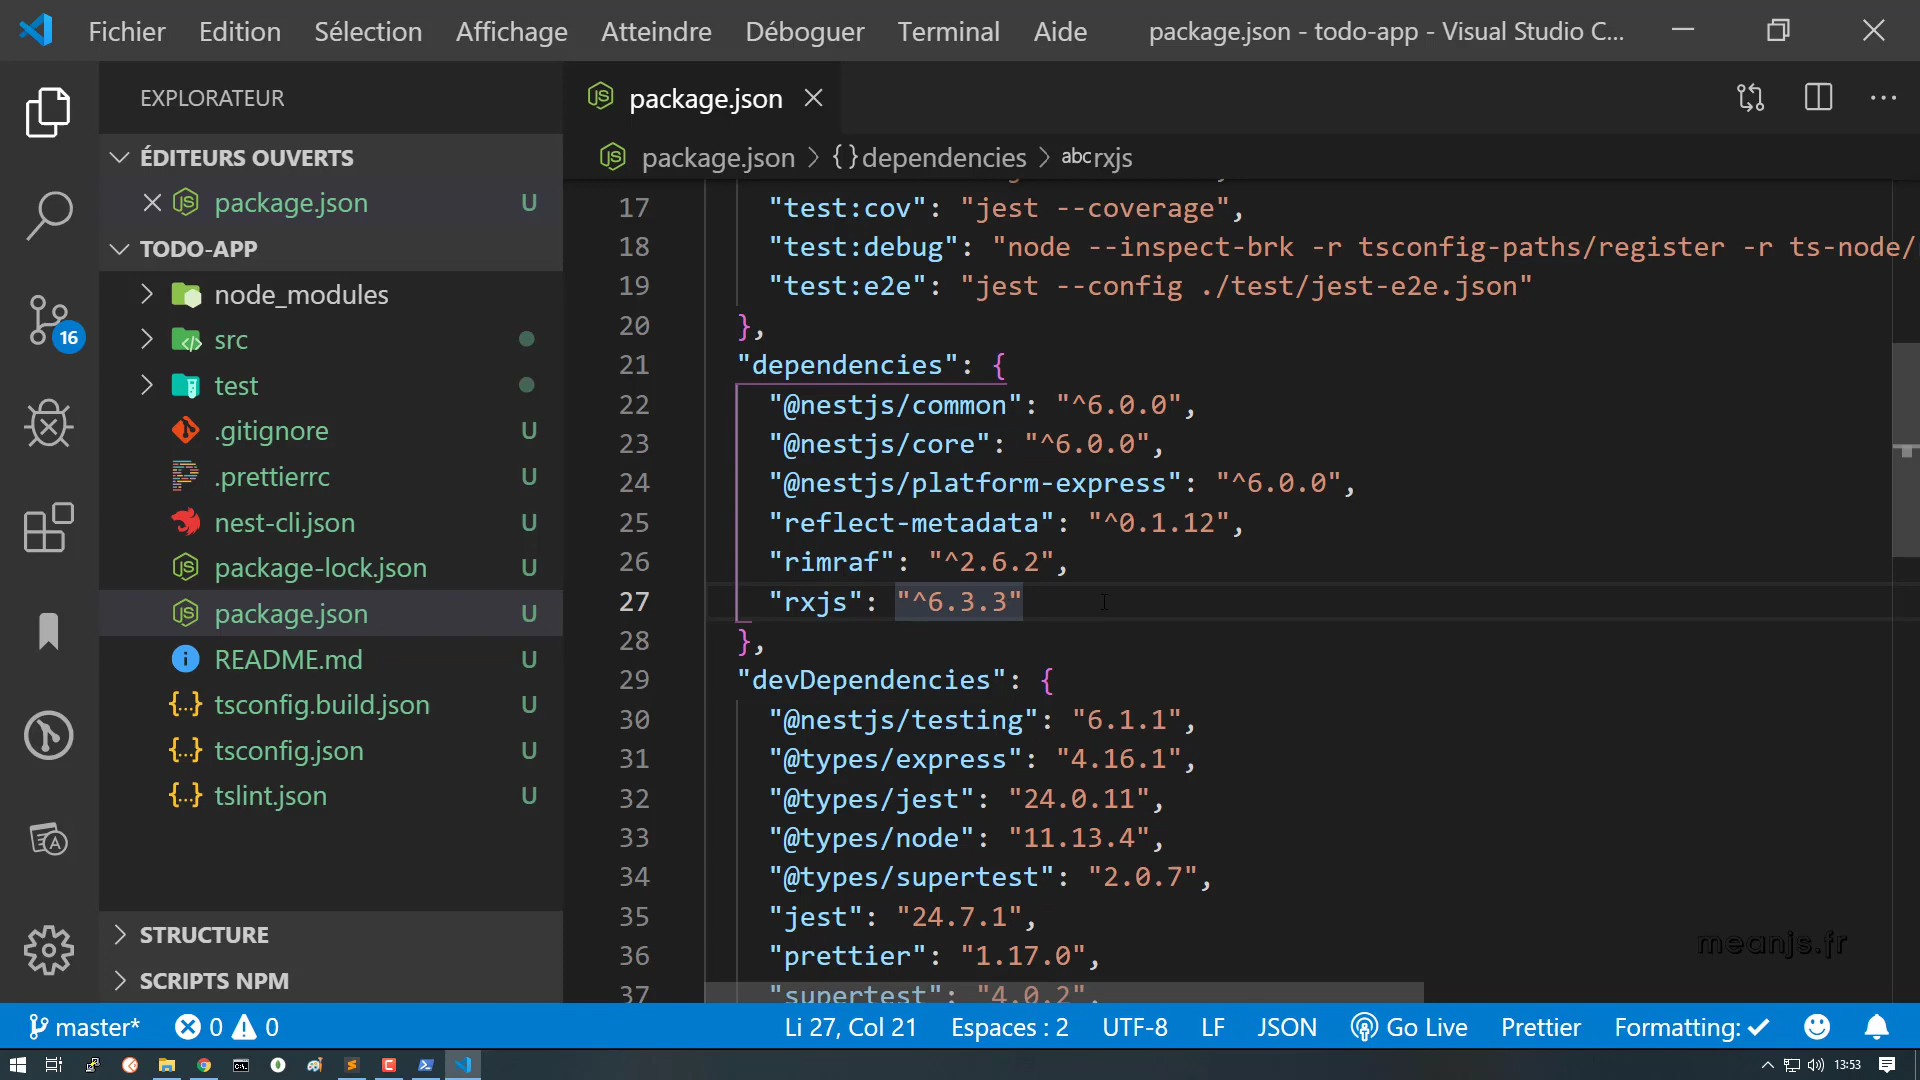 Fichier Edition Sélection Affichage Atteindre Déboguer Terminal Aide package.json - todo-app - Visual Studio C...
EXPLORATEUR
ÉDITEURS OUVERTS
package.json U
TODO-APP
node_modules
src
test
.gitignore U
.prettierrc U
nest-cli.json U
package-lock.json U
package.json U
README.md U
tsconfig.build.json U
tsconfig.json U
tslint.json U
STRUCTURE
SCRIPTS NPM
16
package.json
package.json > {} dependencies > abc rxjs
17 "test:cov": "jest --coverage",
18 "test:debug": "node --inspect-brk -r tsconfig-paths/register -r ts-node/
19 "test:e2e": "jest --config ./test/jest-e2e.json"
20 },
21 "dependencies": {
22 "@nestjs/common": "^6.0.0",
23 "@nestjs/core": "^6.0.0",
24 "@nestjs/platform-express": "^6.0.0",
25 "reflect-metadata": "^0.1.12",
26 "rimraf": "^2.6.2",
27 "rxjs": "^6.3.3"
28 },
29 "devDependencies": {
30 "@nestjs/testing": "6.1.1",
31 "@types/express": "4.16.1",
32 "@types/jest": "24.0.11",
33 "@types/node": "11.13.4",
34 "@types/supertest": "2.0.7",
35 "jest": "24.7.1",
36 "prettier": "1.17.0",
37 "supertest": "4.0.2",
meanjs.fr
master* 0 0 Li 27, Col 21 Espaces : 2 UTF-8 LF JSON Go Live Prettier Formatting: ✓
13:53